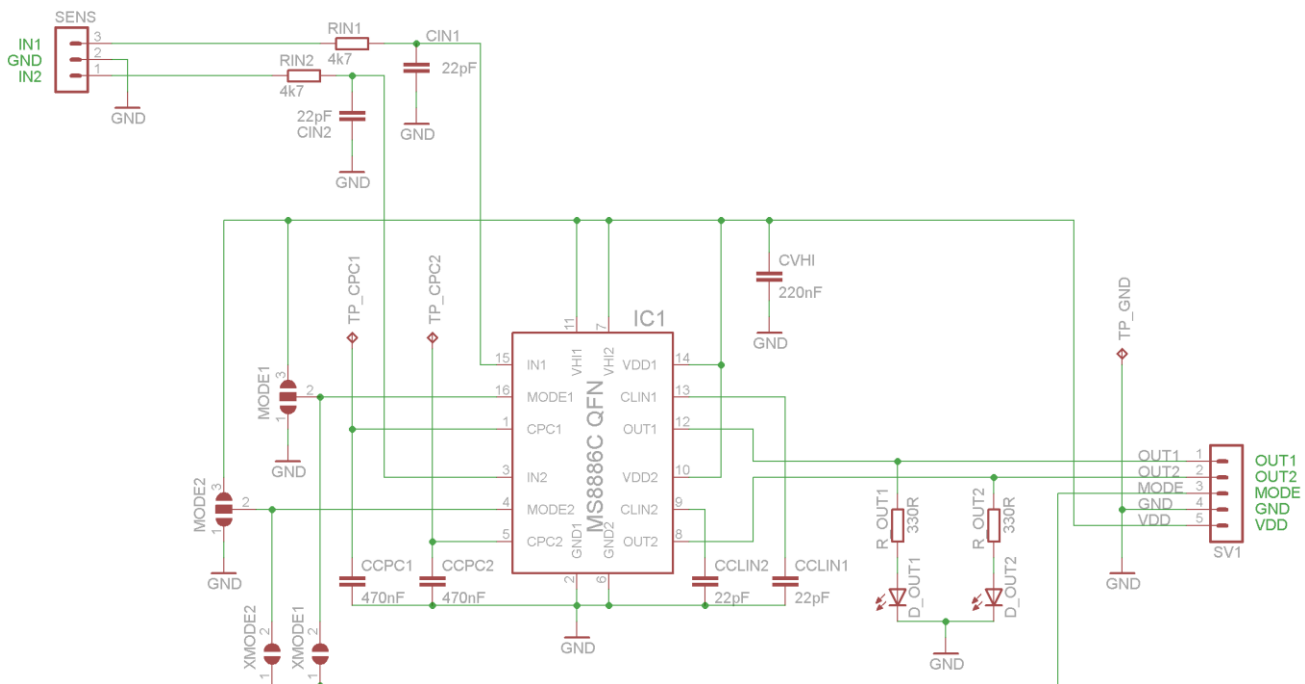 SENS
IN1
GND
IN2
3
2
1
GND
RIN1
4k7
RIN2
4k7
CIN1
22pF
GND
22pF
CIN2
GND
TP_CPC1
TP_CPC2
CVHI
220nF
GND
TP_GND
IC1
MS8886C QFN
11
7
VHI1
VHI2
15
IN1
16
MODE1
1
CPC1
3
IN2
4
MODE2
5
CPC2
VDD1
14
CLIN1
13
OUT1
12
VDD2
10
CLIN2
9
OUT2
8
GND1
GND2
2
6
MODE1
3
2
1
GND
MODE2
3
2
1
GND
CCPC1
470nF
CCPC2
470nF
GND
CCLIN2
22pF
CCLIN1
22pF
XMODE2
2
1
XMODE1
2
1
R_OUT1
330R
R_OUT2
330R
D_OUT1
D_OUT2
GND
GND
OUT1 1 OUT1
OUT2 2 OUT2
MODE 3 MODE
GND 4 GND
VDD 5 VDD
SV1